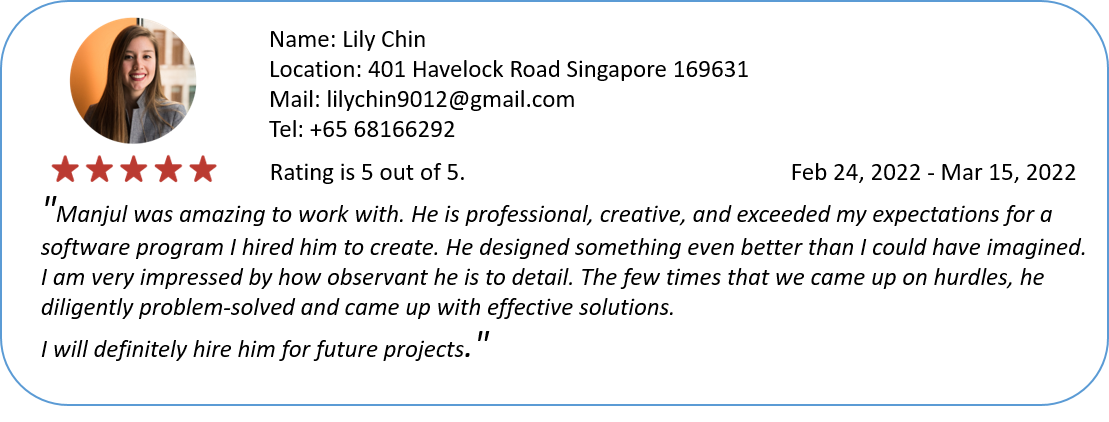 Name: Lily Chin
Location: 401 Havelock Road Singapore 169631
Mail: lilychin9012@gmail.com
Tel: +65 68166292
Rating is 5 out of 5. Feb 24, 2022 - Mar 15, 2022
"Manjul was amazing to work with. He is professional, creative, and exceeded my expectations for a
software program I hired him to create. He designed something even better than I could have imagined.
I am very impressed by how observant he is to detail. The few times that we came up on hurdles, he
diligently problem-solved and came up with effective solutions.
I will definitely hire him for future projects."